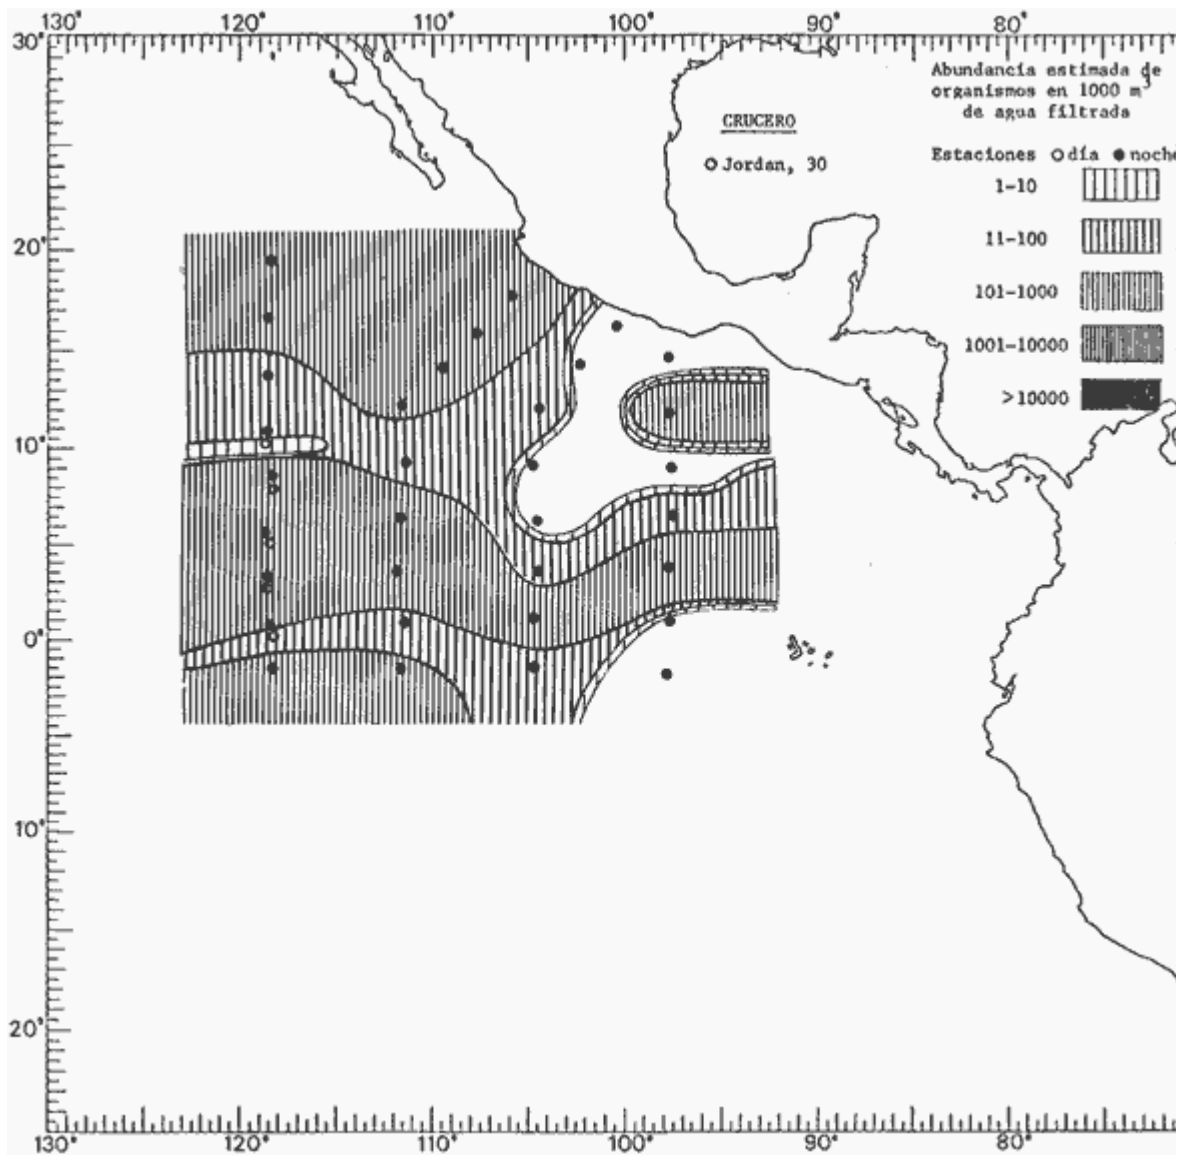 130° 120° 110° 100° 90° 80°
30°
Abundancia estimada de
organismos en 1000 m³
de agua filtrada
CRUCERO
Jordan, 30
Estaciones día noche
1-10
11-100
20°
101-1000
1001-10000
>10000
10°
0°
10°
20°
130° 120° 110° 100° 90° 80°